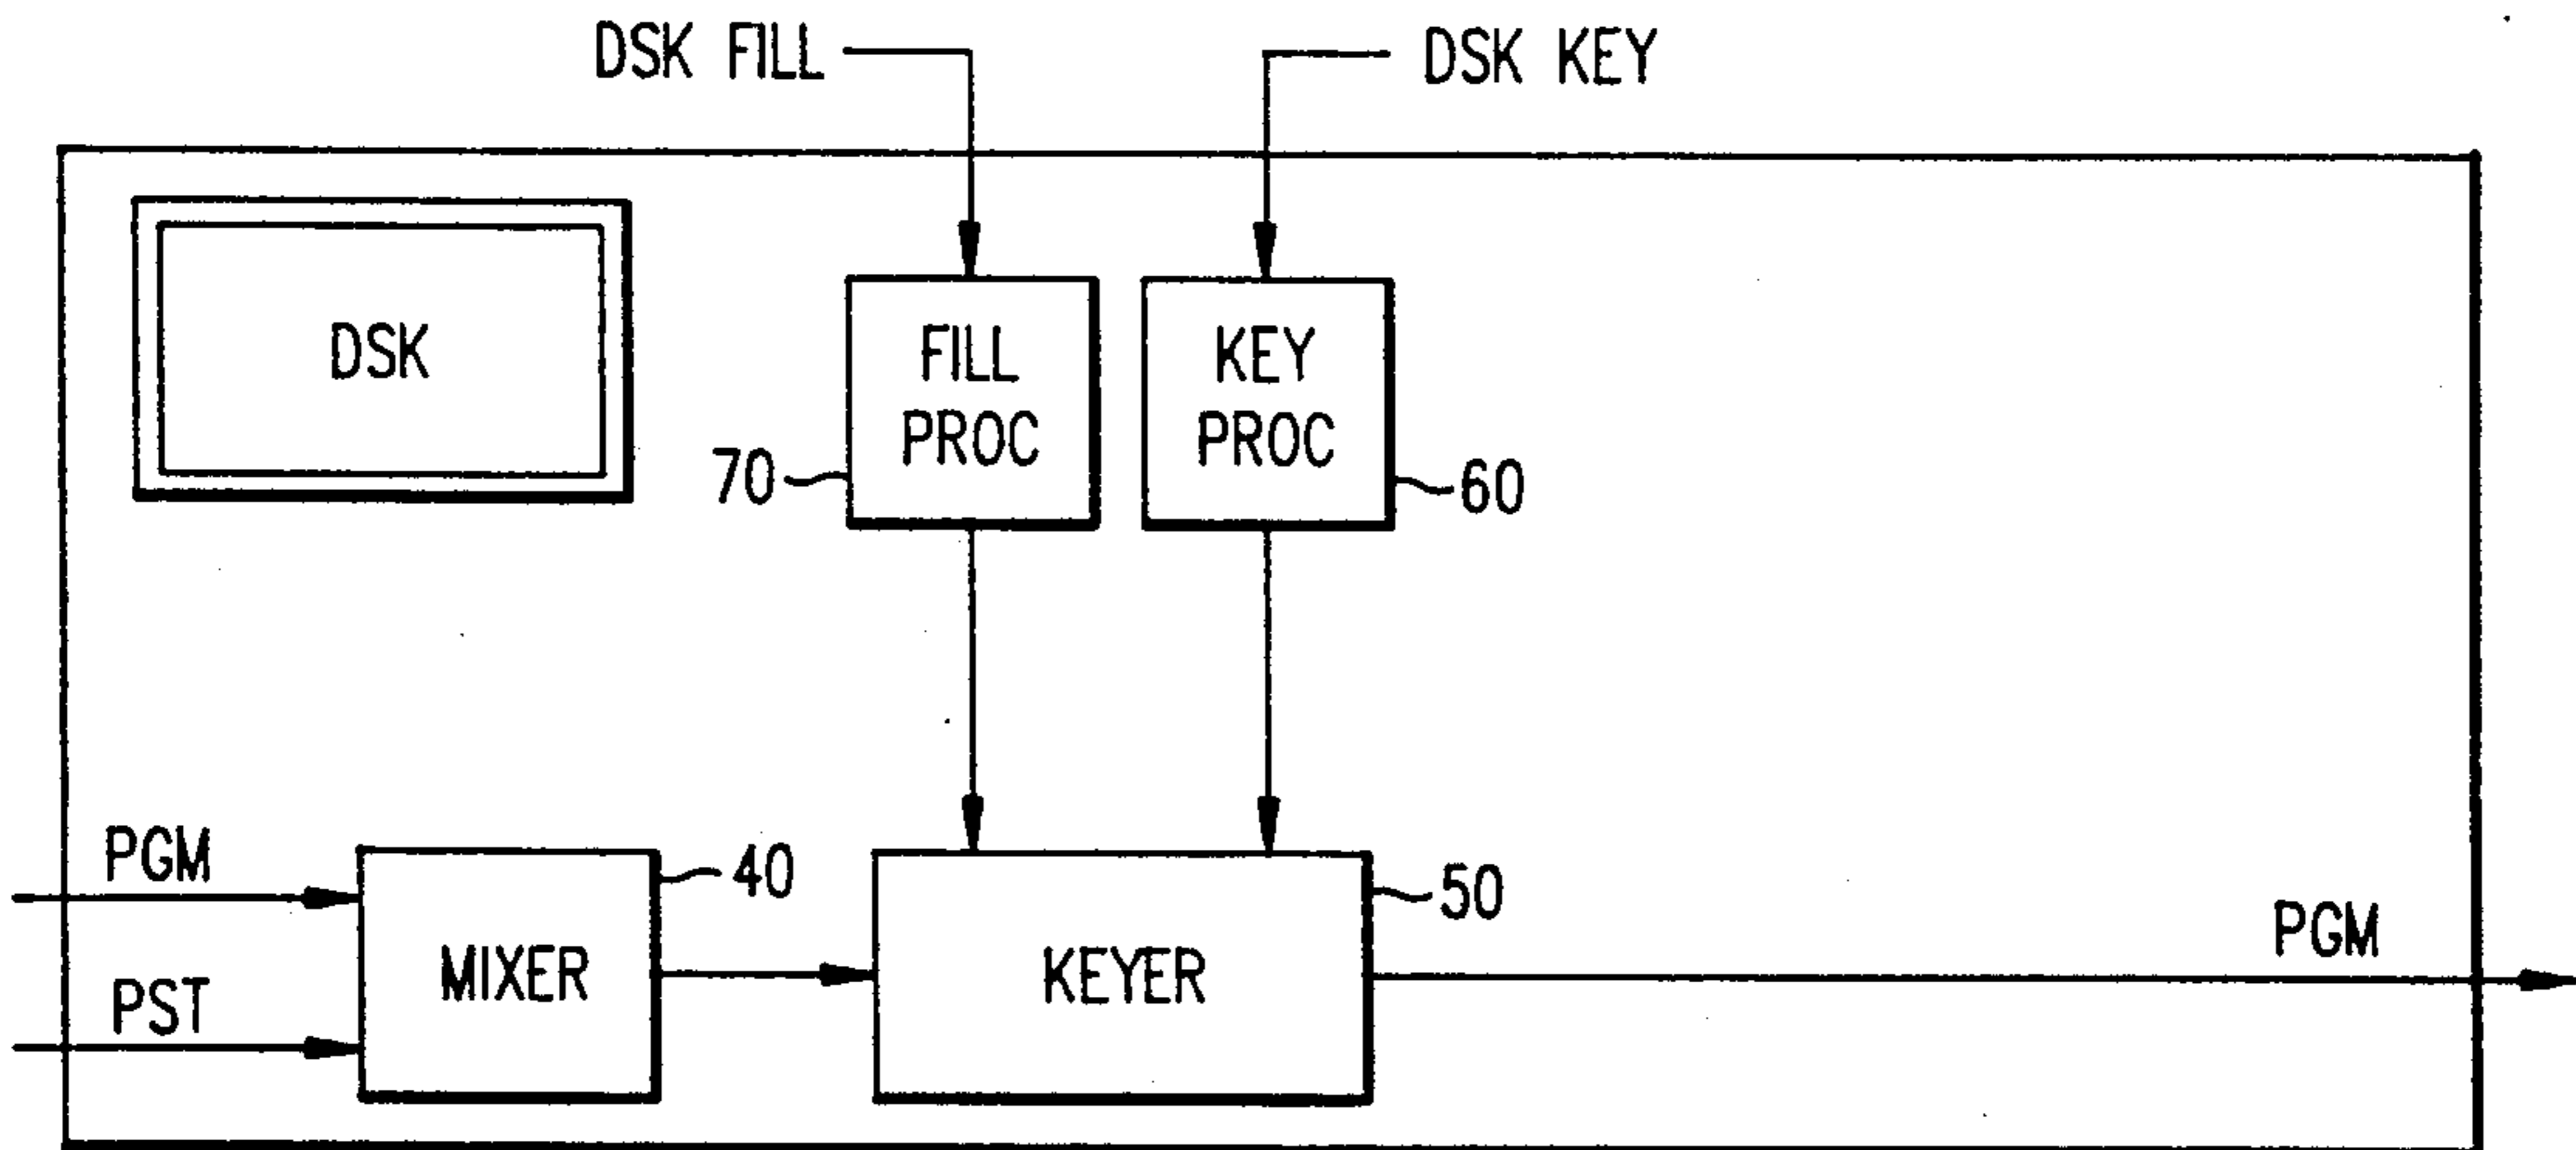 DSK FILL
DSK KEY
DSK
FILL
PROC
KEY
PROC
70
60
PGM
PST
MIXER
40
KEYER
50
PGM